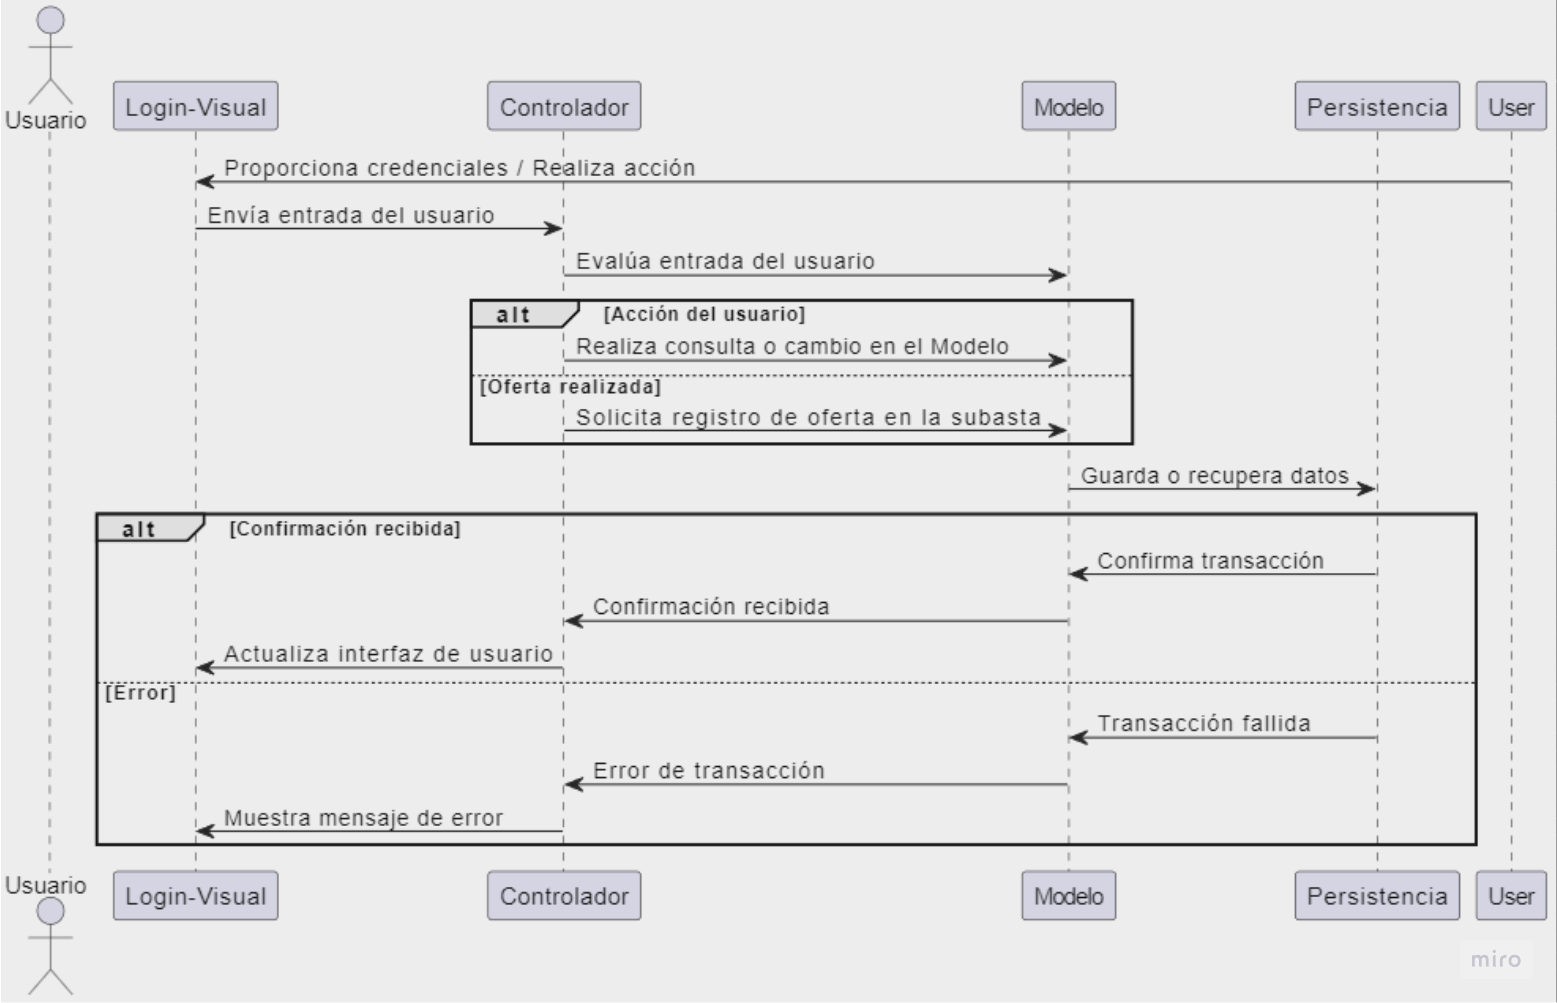 Usuario
Login-Visual
Controlador
Modelo
Persistencia
User
Proporciona credenciales / Realiza acción
Envía entrada del usuario
Evalúa entrada del usuario
alt
[Acción del usuario]
Realiza consulta o cambio en el Modelo
[Oferta realizada]
Solicita registro de oferta en la subasta
Guarda o recupera datos
alt
[Confirmación recibida]
Confirma transacción
Confirmación recibida
Actualiza interfaz de usuario
[Error]
Transacción fallida
Error de transacción
Muestra mensaje de error
Usuario
Login-Visual
Controlador
Modelo
Persistencia
User
miro